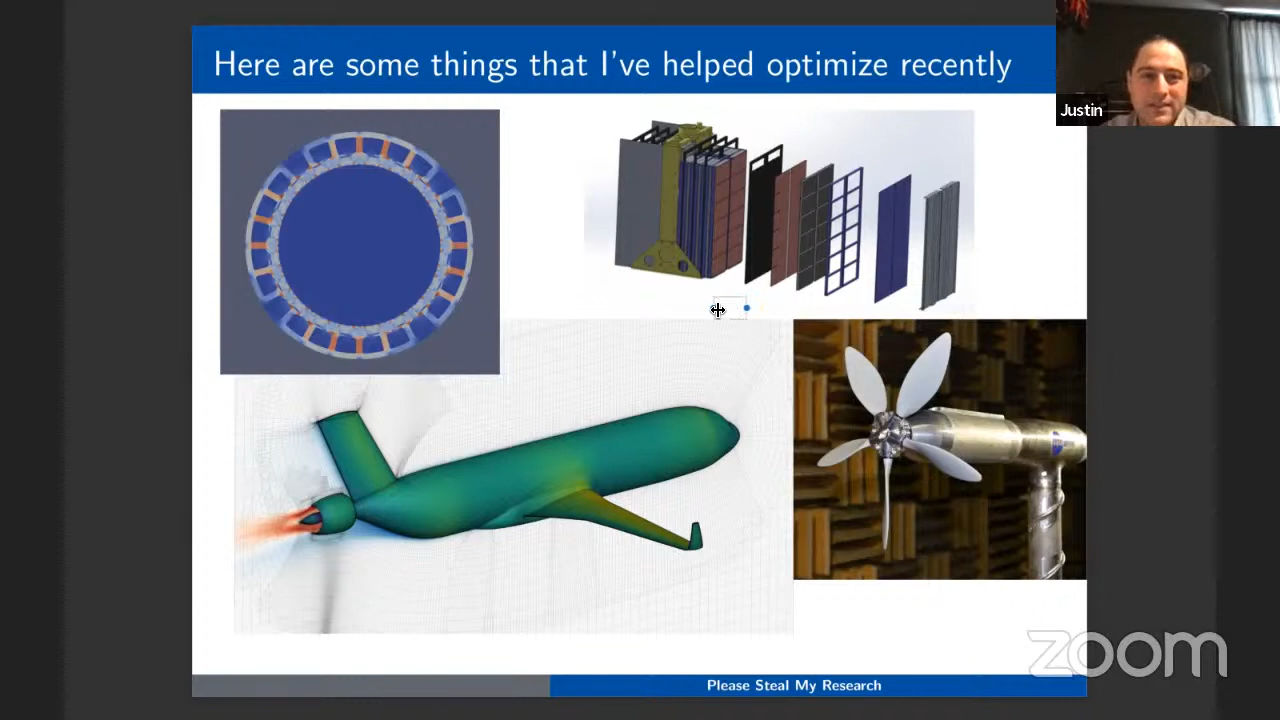 Here are some things that I've helped optimize recently
Justin
Please Steal My Research
zoom